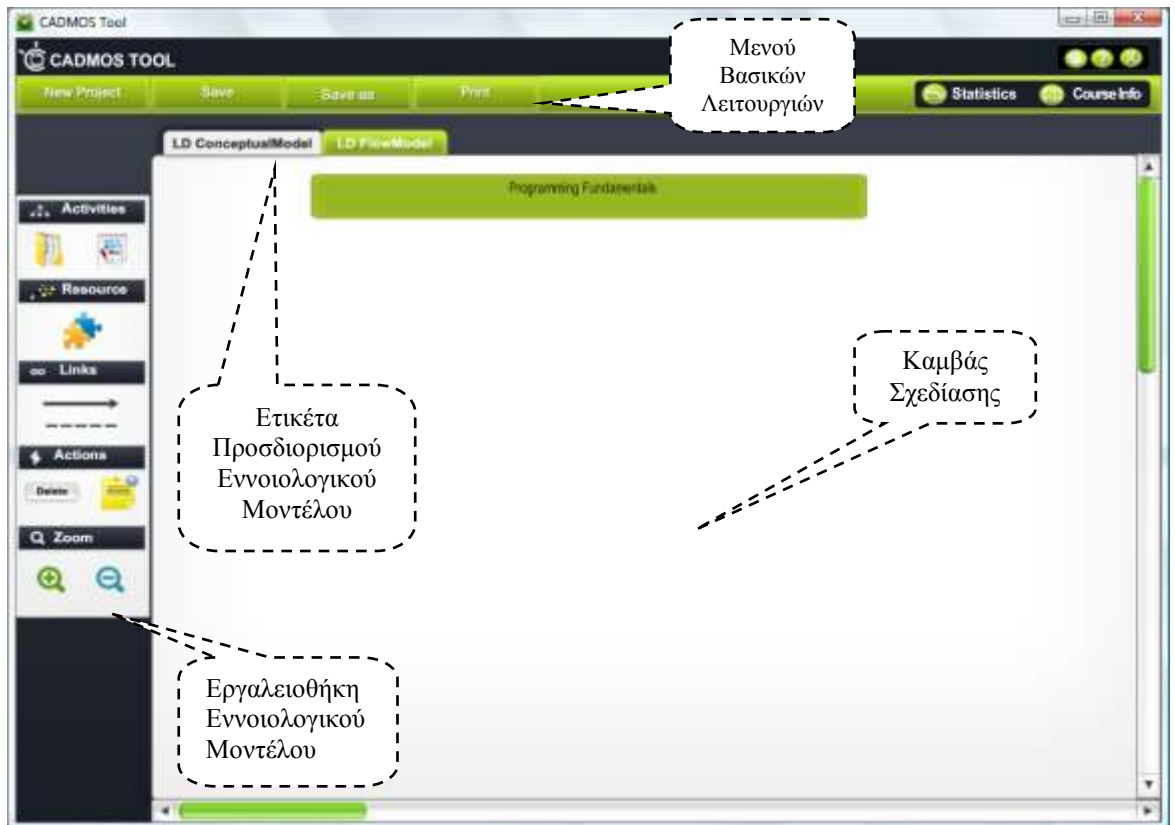 CADMOS Tool
CADMOS TOOL
New Project Save Save as Print
Statistics Course Info
Μενού
Βασικών
Λειτουργιών
LD ConceptualModel LD FlowModel
Programming Fundamentals
Activities
Resource
Links
Actions
Delete
Zoom
Ετικέτα
Προσδιορισμού
Εννοιολογικού
Μοντέλου
Καμβάς
Σχεδίασης
Εργαλειοθήκη
Εννοιολογικού
Μοντέλου